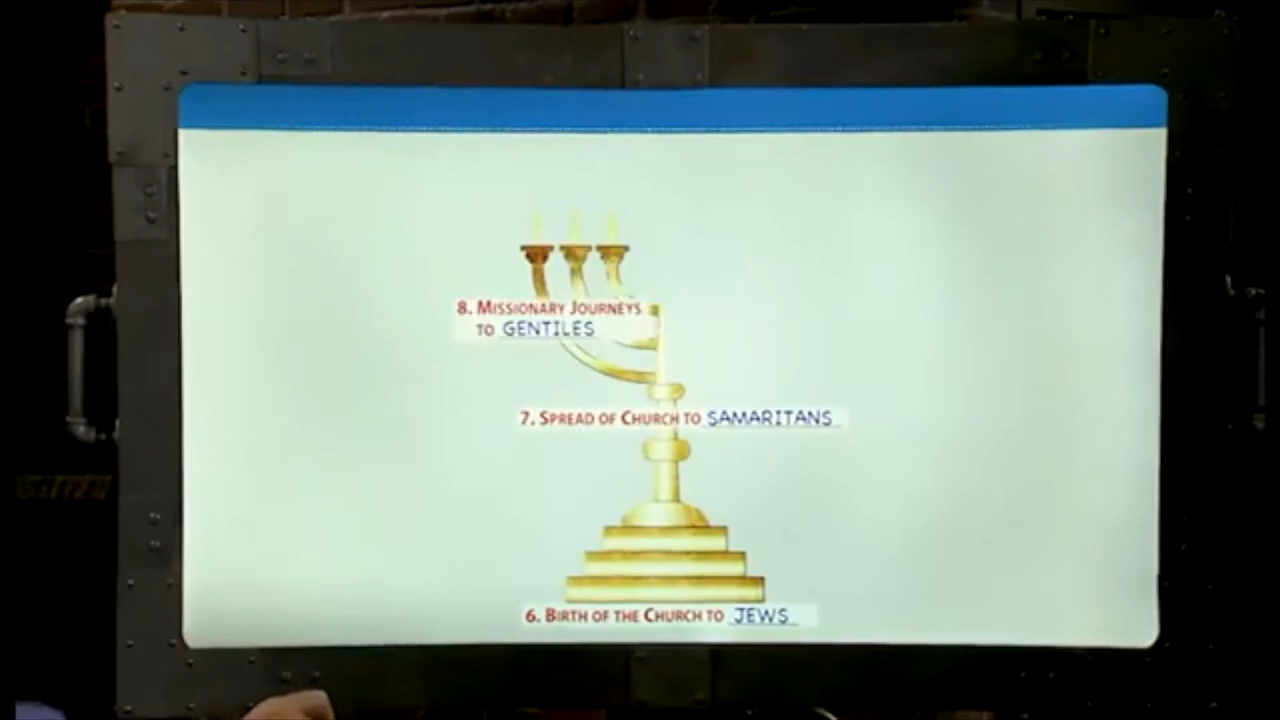 8. MISSIONARY JOURNEYS
TO GENTILES
7. SPREAD OF CHURCH TO SAMARITANS
6. BIRTH OF THE CHURCH TO JEWS